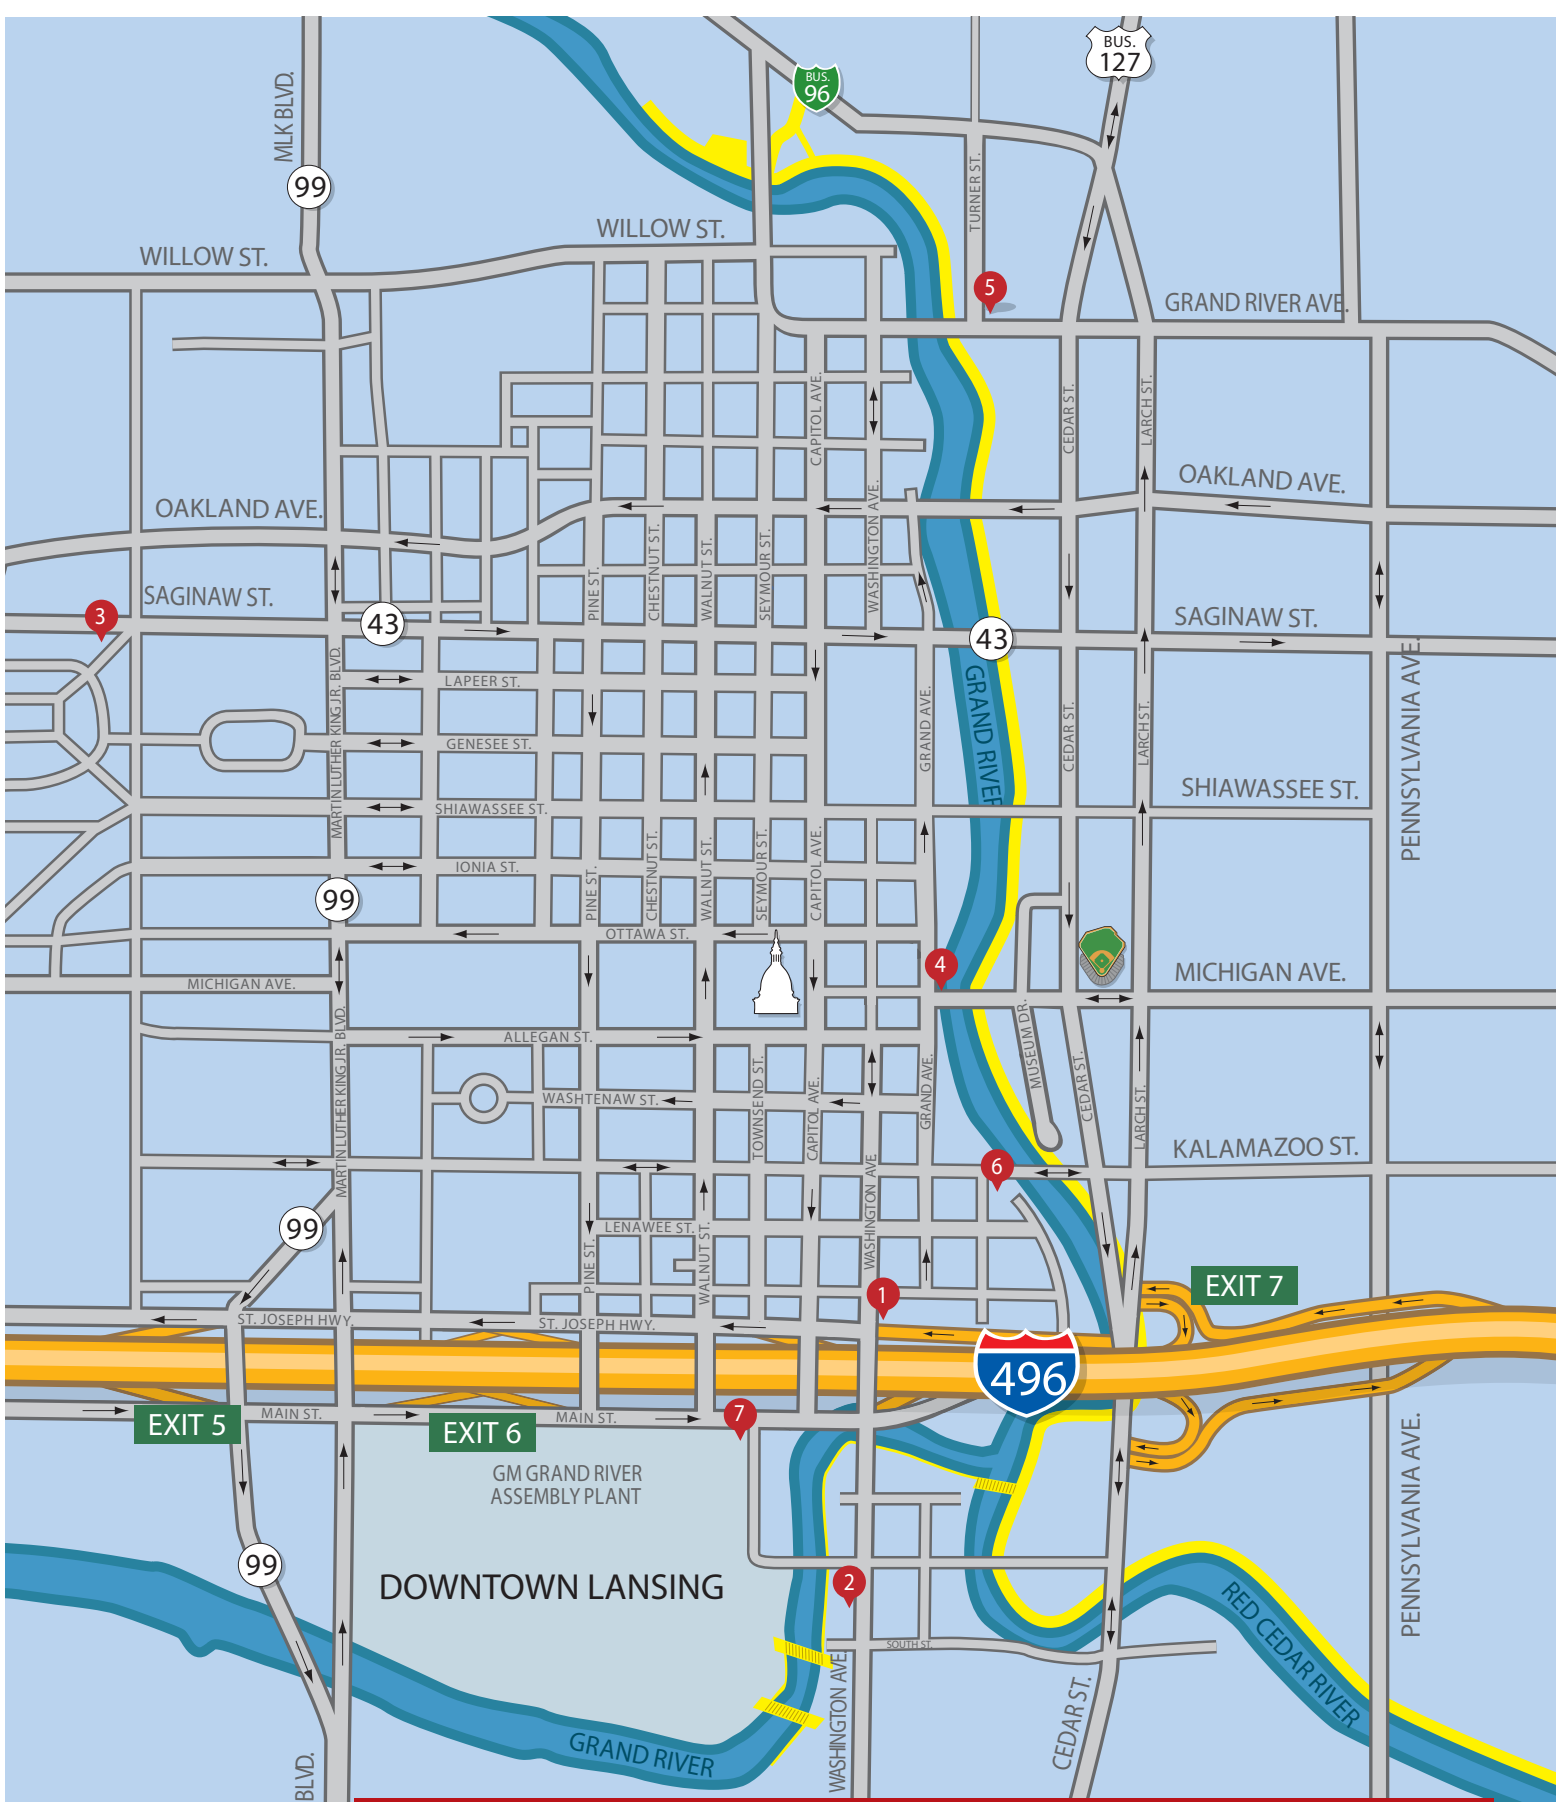 BUS.
127
BUS.
96
MLK BLVD.
99
TURNER ST.
WILLOW ST.
WILLOW ST.
5
GRAND RIVER AVE.
CAPITOL AVE.
CEDAR ST.
LARCH ST.
OAKLAND AVE.
OAKLAND AVE.
WASHINGTON AVE.
PINE ST.
CHESTNUT ST.
WALNUT ST.
SEYMOUR ST.
3
SAGINAW ST.
43
SAGINAW ST.
43
MARTIN LUTHER KING JR. BLVD.
LAPEER ST.
GENESEE ST.
SHIAWASSEE ST.
IONIA ST.
GRAND AVE.
GRAND RIVER
CEDAR ST.
LARCH ST.
PENNSYLVANIA AVE.
SHIAWASSEE ST.
PINE ST.
CHESTNUT ST.
WALNUT ST.
SEYMOUR ST.
CAPITOL AVE.
99
OTTAWA ST.
4
MICHIGAN AVE.
MICHIGAN AVE.
MARTIN LUTHER KING JR. BLVD.
ALLEGAN ST.
MUSEUM DR.
CEDAR ST.
LARCH ST.
WASHTENAW ST.
TOWNSEND ST.
CAPITOL AVE.
GRAND AVE.
KALAMAZOO ST.
6
WASHINGTON AVE
99
LENAWEE ST.
PINE ST.
WALNUT ST.
EXIT 7
1
ST. JOSEPH HWY.
ST. JOSEPH HWY.
496
EXIT 5
MAIN ST.
EXIT 6
MAIN ST.
7
GM GRAND RIVER
ASSEMBLY PLANT
PENNSYLVANIA AVE.
99
DOWNTOWN LANSING
2
RED CEDAR RIVER
SOUTH ST.
WASHINGTON AVE.
CEDAR ST.
GRAND RIVER
BLVD.